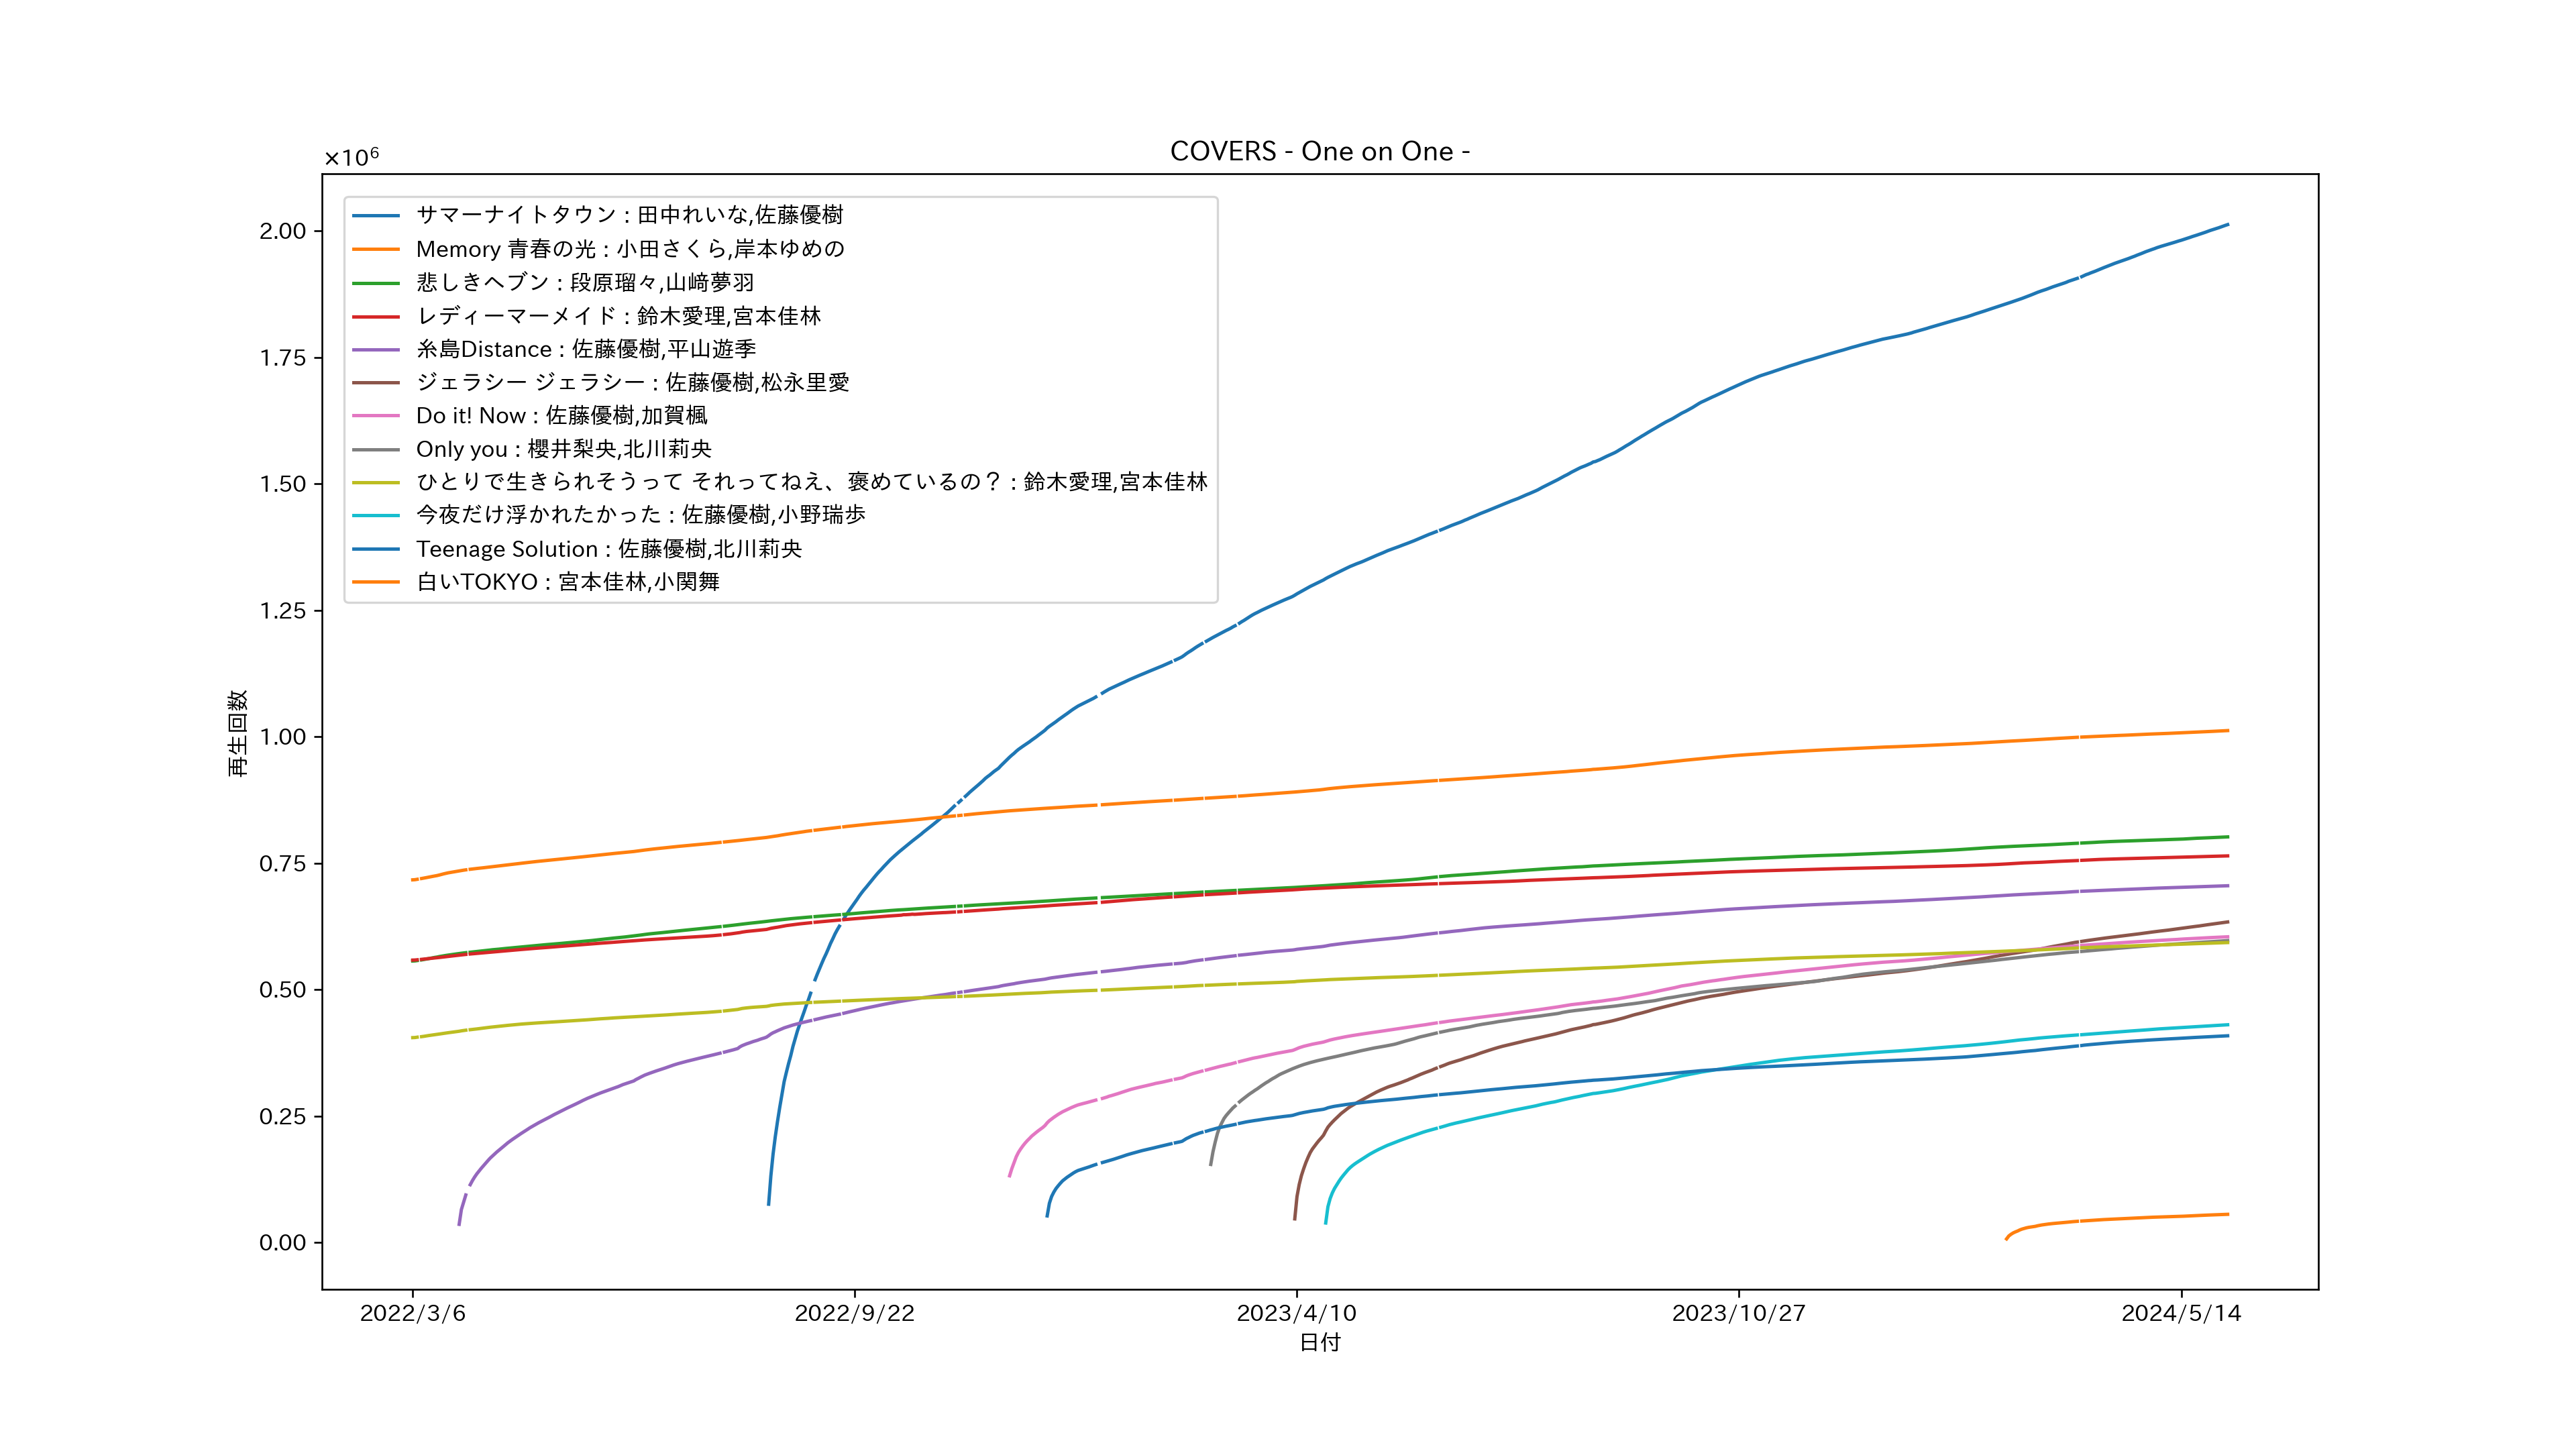 COVERS - One on One -
×10⁶
サマーナイトタウン : 田中れいな,佐藤優樹
Memory 青春の光 : 小田さくら,岸本ゆめの
悲しきヘブン : 段原瑠々,山﨑夢羽
レディーマーメイド : 鈴木愛理,宮本佳林
糸島Distance : 佐藤優樹,平山遊季
ジェラシー ジェラシー : 佐藤優樹,松永里愛
Do it! Now : 佐藤優樹,加賀楓
Only you : 櫻井梨央,北川莉央
ひとりで生きられそうって それってねえ、褒めているの？ : 鈴木愛理,宮本佳林
今夜だけ浮かれたかった : 佐藤優樹,小野瑞歩
Teenage Solution : 佐藤優樹,北川莉央
白いTOKYO : 宮本佳林,小関舞
2.00
1.75
1.50
1.25
1.00
0.75
0.50
0.25
0.00
再生回数
2022/3/6
2022/9/22
2023/4/10
2023/10/27
2024/5/14
日付